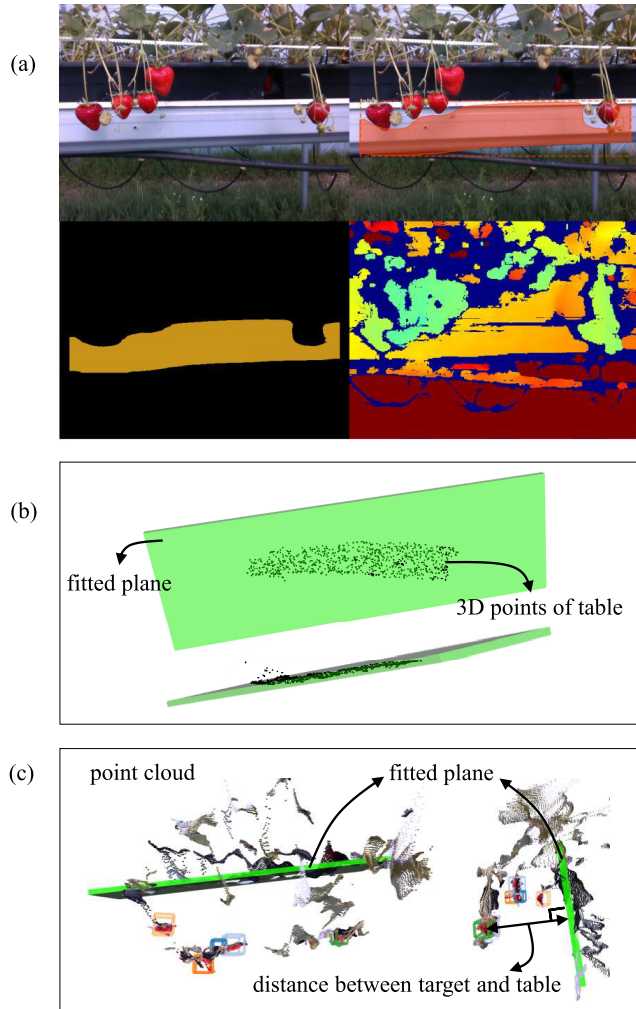 (a)
(b)
fitted plane
3D points of table
(c)
point cloud
fitted plane
distance between target and table